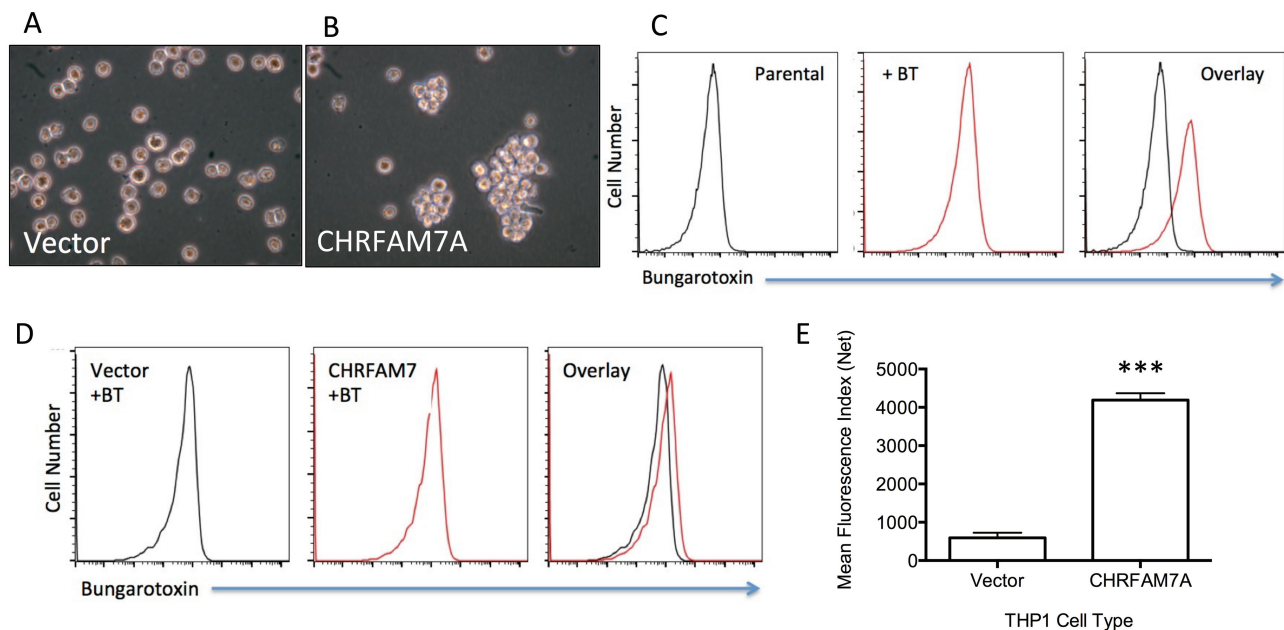 A
B
C
Vector
CHRFAM7A
Parental
+ BT
Overlay
Cell Number
Bungarotoxin
D
E
Vector
+BT
CHRFAM7
+BT
Overlay
Cell Number
Bungarotoxin
Mean Fluorescence Index (Net)
5000
4000
3000
2000
1000
0
***
Vector
CHRFAM7A
THP1 Cell Type